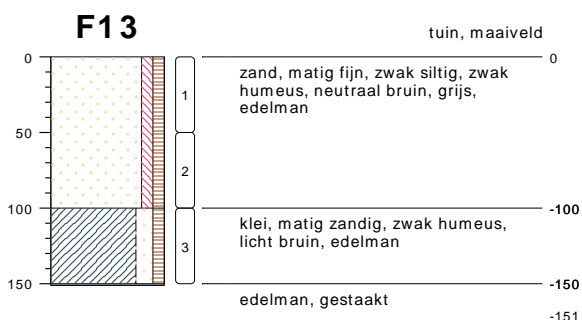 F13
tuin, maaiveld
0
0
zand, matig fijn, zwak siltig, zwak
humeus, neutraal bruin, grijs,
edelman
1
50
2
100
-100
klei, matig zandig, zwak humeus,
licht bruin, edelman
3
150
-150
edelman, gestaakt
-151